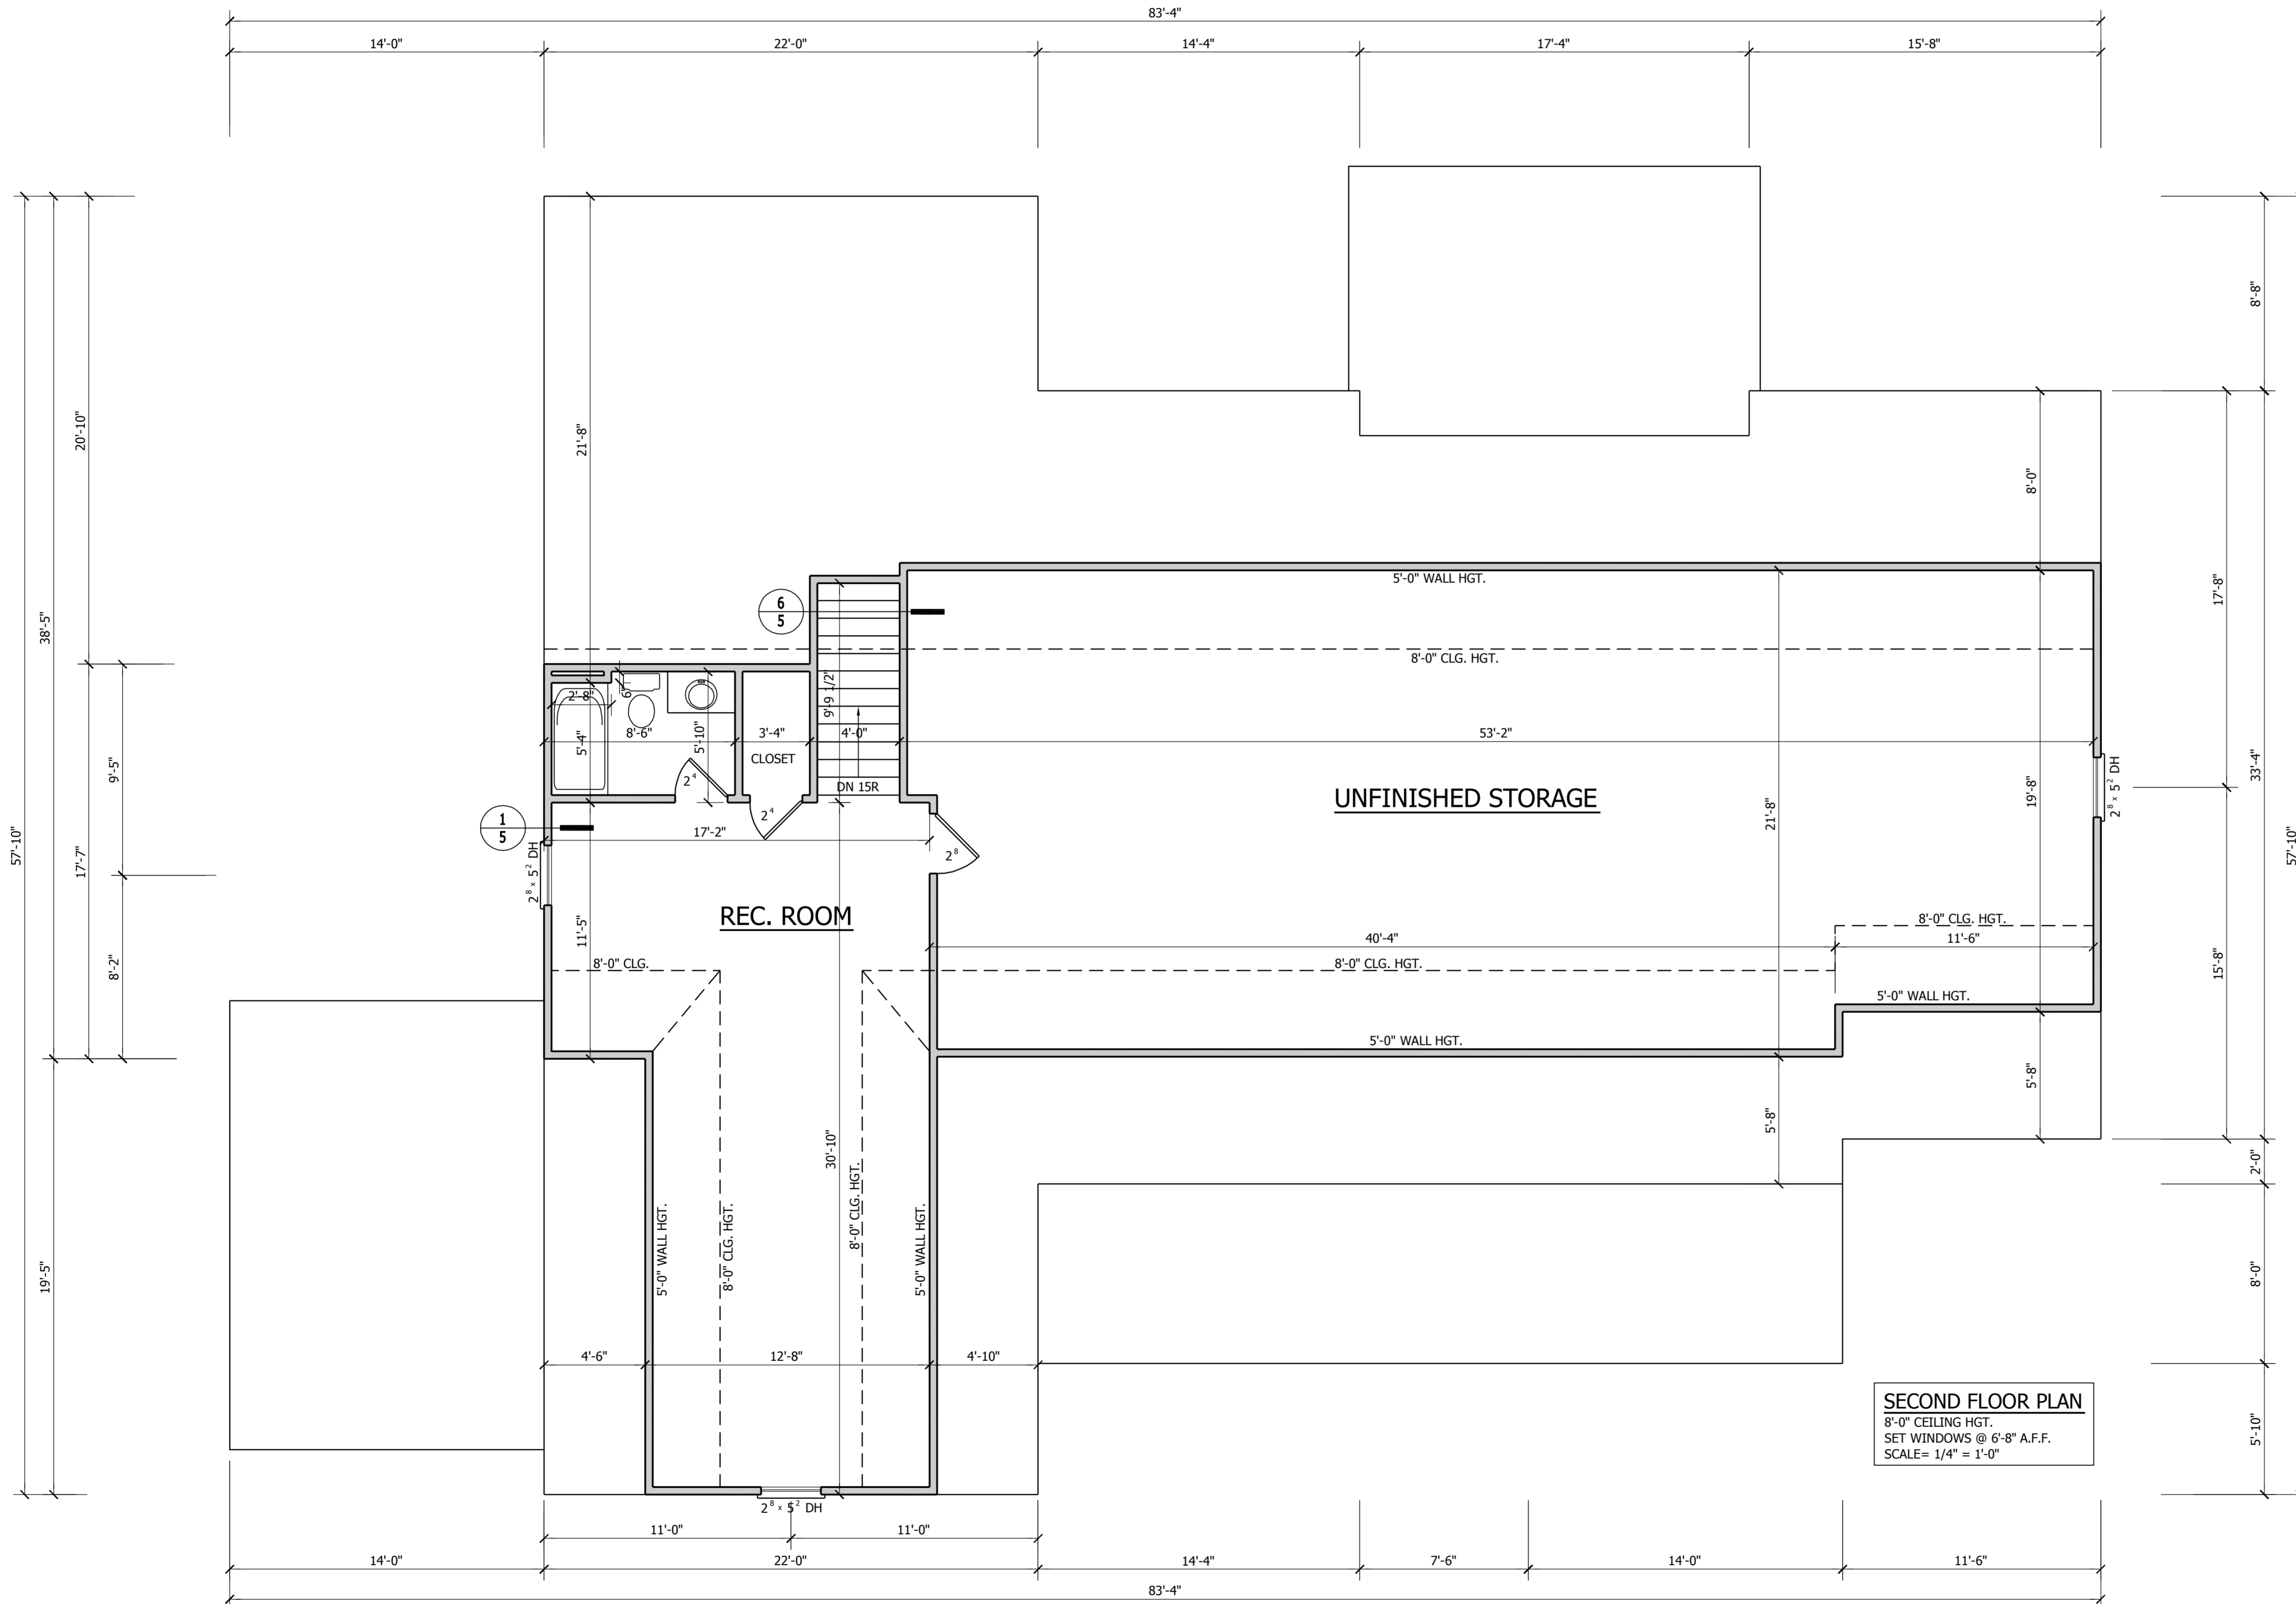 83'-4"
14'-0"
22'-0"
14'-4"
17'-4"
15'-8"
57'-10"
38'-5"
20'-10"
21'-8"
8'-8"
8'-0"
17'-8"
33'-4"
57'-10"
6
5
5'-0" WALL HGT.
8'-0" CLG. HGT.
2'-8"
6"
9'-9 1/2"
8'-6"
5'-10"
3'-4"
4'-0"
53'-2"
5'-4"
CLOSET
9'-5"
2⁴
DN 15R
2⁴
UNFINISHED STORAGE
21'-8"
19'-8"
2⁸ x 5² DH
1
5
17'-2"
2⁸
17'-7"
2⁸ x 5² DH
REC. ROOM
11'-5"
8'-2"
8'-0" CLG.
40'-4"
11'-6"
8'-0" CLG. HGT.
8'-0" CLG. HGT.
15'-8"
5'-0" WALL HGT.
5'-0" WALL HGT.
5'-8"
5'-8"
2'-0"
30'-10"
5'-0" WALL HGT.
8'-0" CLG. HGT.
8'-0" CLG. HGT.
5'-0" WALL HGT.
19'-5"
8'-0"
4'-6"
12'-8"
4'-10"
5'-10"
SECOND FLOOR PLAN
8'-0" CEILING HGT.
SET WINDOWS @ 6'-8" A.F.F.
SCALE= 1/4" = 1'-0"
2⁸ x 5² DH
11'-0"
11'-0"
14'-0"
22'-0"
14'-4"
7'-6"
14'-0"
11'-6"
83'-4"